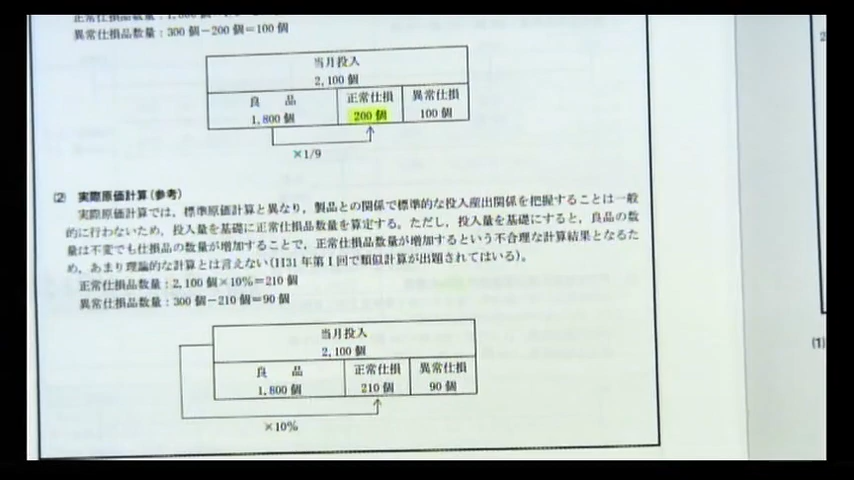 正常仕損品数量：1,800個×1/9
異常仕損品数量：300個－200個＝100個
当月投入
2,100個
良　品　正常仕損　異常仕損
1,800個　200個　100個
×1/9
⑵　実際原価計算(参考)
実際原価計算では，標準原価計算と異なり，製品との関係で標準的な投入産出関係を把握することは一般
的に行わないため，投入量を基礎に正常仕損品数量を算定する。ただし，投入量を基礎にすると，良品の数
量は不変でも仕損品の数量が増加することで，正常仕損品数量が増加するという不合理な計算結果となるた
め，あまり理論的な計算とは言えない(H31年第Ⅰ回で類似計算が出題されてはいる)。
正常仕損品数量：2,100個×10%＝210個
異常仕損品数量：300個－210個＝90個
当月投入
2,100個
良　品　正常仕損　異常仕損
1,800個　210個　90個
×10%
(1)